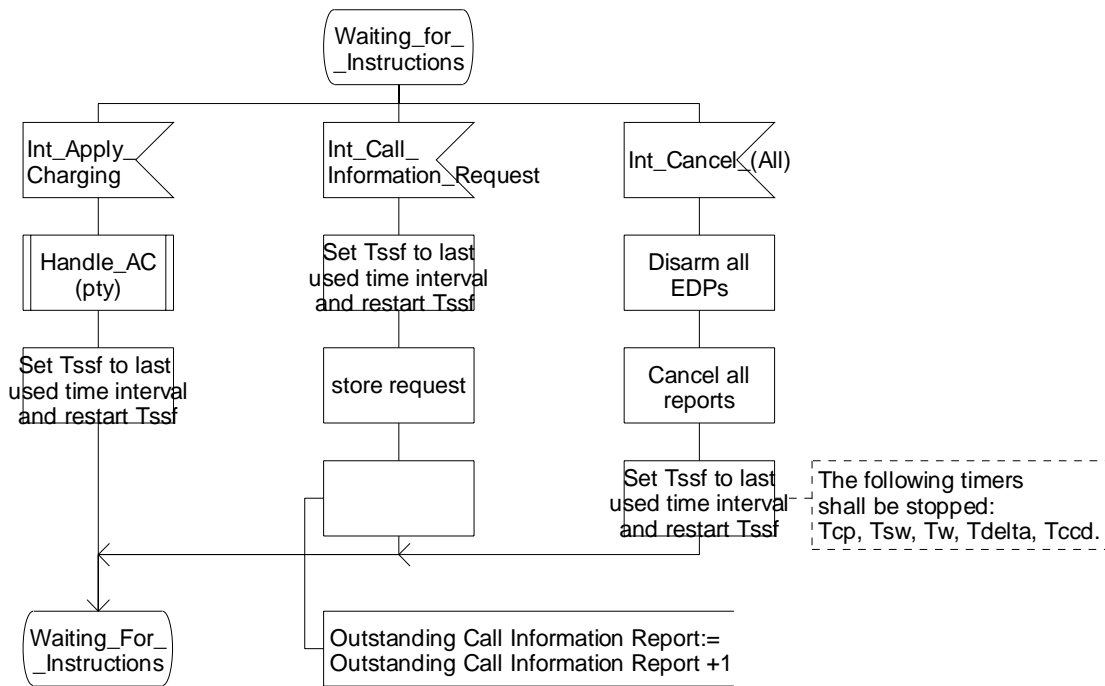 Waiting_for_
_Instructions
Int_Apply_
Charging
Int_Call_
Information_Request
Int_Cancel_(All)
Handle_AC
(pty)
Set Tssf to last
used time interval
and restart Tssf
Disarm all
EDPs
Set Tssf to last
used time interval
and restart Tssf
store request
Cancel all
reports
Set Tssf to last
used time interval
and restart Tssf
The following timers
shall be stopped:
Tcp, Tsw, Tw, Tdelta, Tccd.
Waiting_For_
_Instructions
Outstanding Call Information Report:=
Outstanding Call Information Report +1